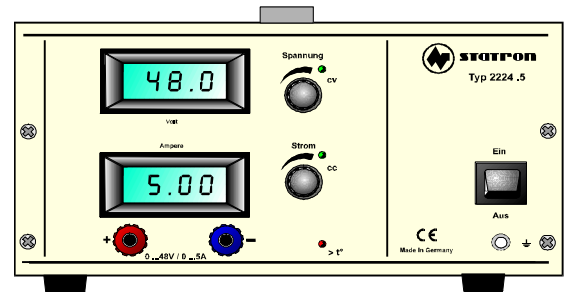 48.0
Volt
Spannung
CV
Ampere
5.00
Strom
CC
+
−
0 ...48V / 0 ...5A
> t°
statron
Typ 2224 .5
Ein
Aus
CE
Made In Germany